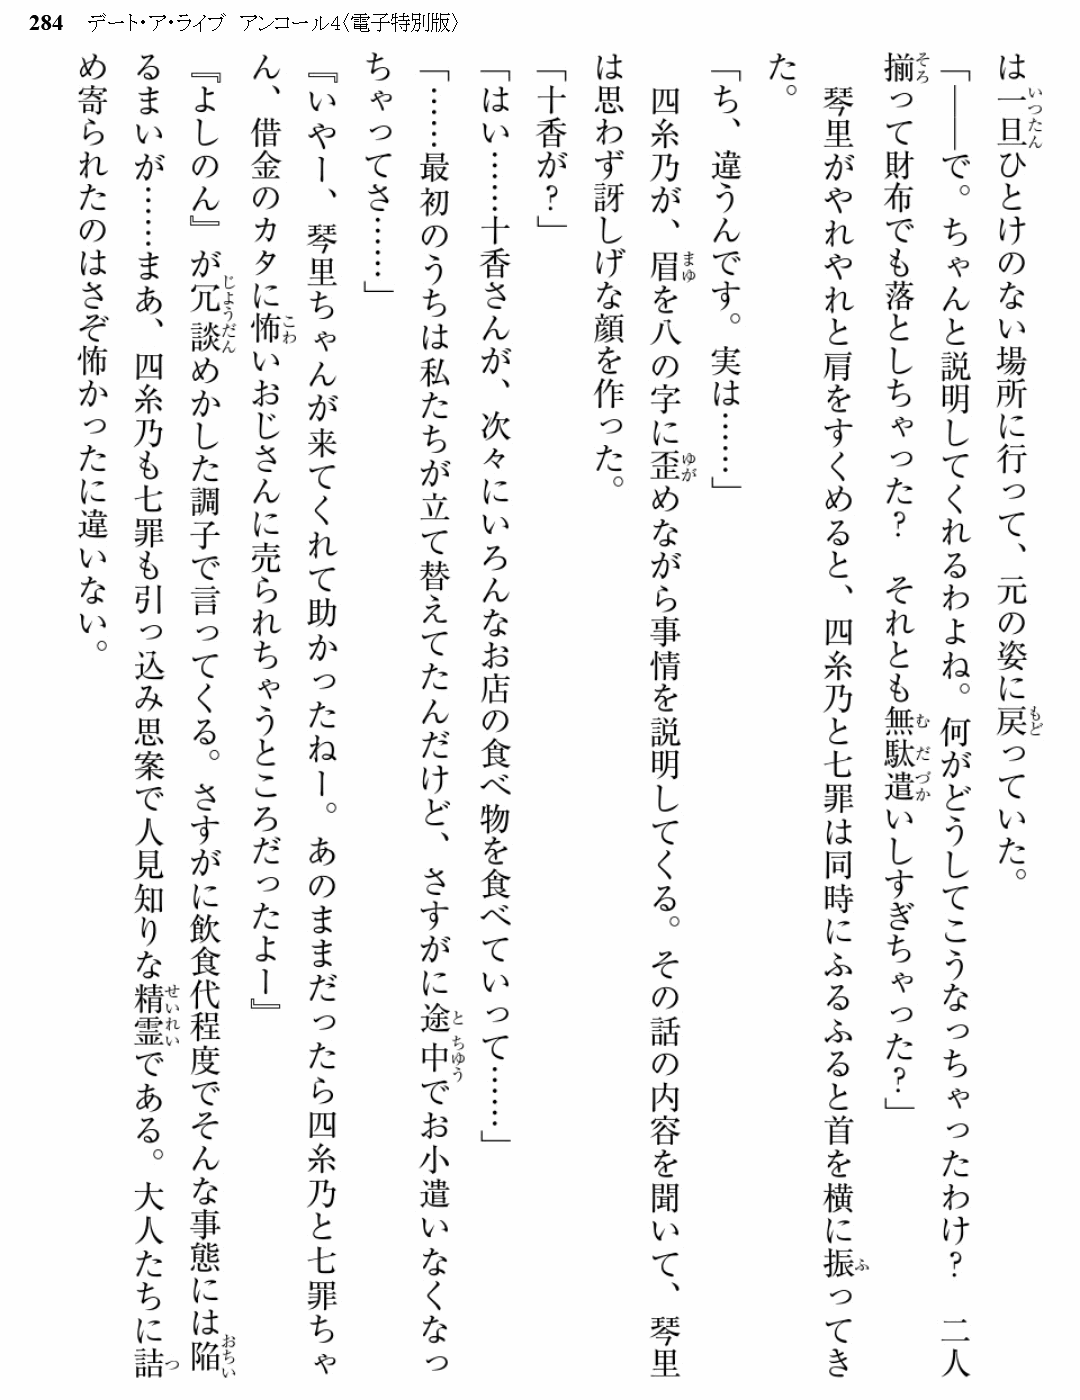 284 デート・ア・ライブ アンコール4〈電子特別版〉
は一旦ひとけのない場所に行って、元の姿に戻っていた。
「――で。ちゃんと説明してくれるわよね。何がどうしてこうなっちゃったわけ？　二人
揃って財布でも落としちゃった？　それとも無駄遣いしすぎちゃった？」
　琴里がやれやれと肩をすくめると、四糸乃と七罪は同時にふるふると首を横に振ってき
た。
「ち、違うんです。実は……」
　四糸乃が、眉を八の字に歪めながら事情を説明してくる。その話の内容を聞いて、琴里
は思わず訝しげな顔を作った。
「十香が？」
「はい……十香さんが、次々にいろんなお店の食べ物を食べていって……」
「……最初のうちは私たちが立て替えてたんだけど、さすがに途中でお小遣いなくなっ
ちゃってさ……」
『いやー、琴里ちゃんが来てくれて助かったねー。あのままだったら四糸乃と七罪ちゃ
ん、借金のカタに怖いおじさんに売られちゃうところだったよー』
『よしのん』が冗談めかした調子で言ってくる。さすがに飲食代程度でそんな事態には陥
るまいが……まあ、四糸乃も七罪も引っ込み思案で人見知りな精霊である。大人たちに詰
め寄られたのはさぞ怖かったに違いない。